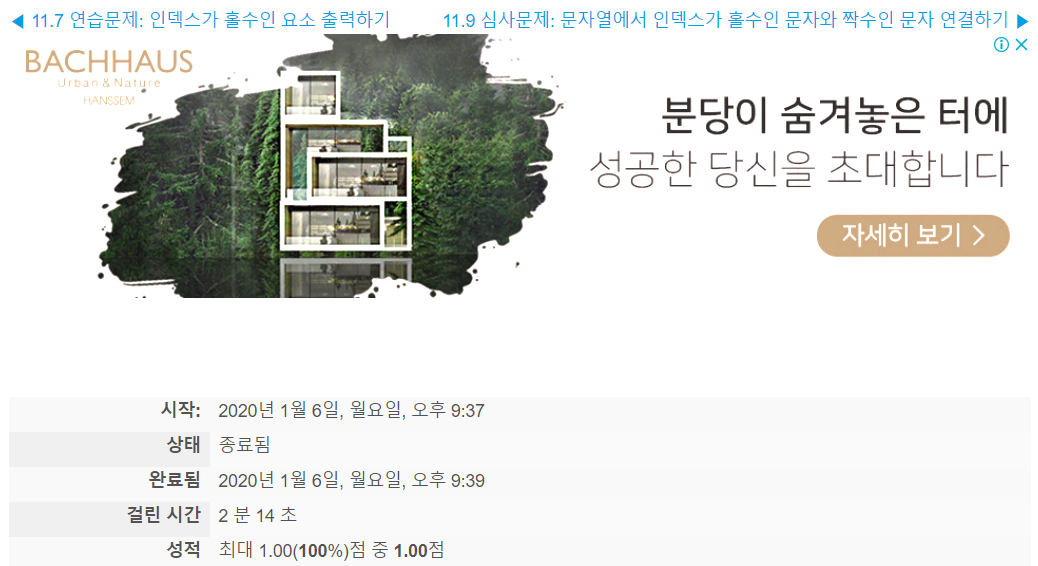 ◀ 11.7 연습문제: 인덱스가 홀수인 요소 출력하기
11.9 심사문제: 문자열에서 인덱스가 홀수인 문자와 짝수인 문자 연결하기 ▶
BACHHAUS
Urban & Nature
HANSSEM
분당이 숨겨놓은 터에
성공한 당신을 초대합니다
자세히 보기 >
시작: 2020년 1월 6일, 월요일, 오후 9:37
상태 종료됨
완료됨 2020년 1월 6일, 월요일, 오후 9:39
걸린 시간 2 분 14 초
성적 최대 1.00(100%)점 중 1.00점